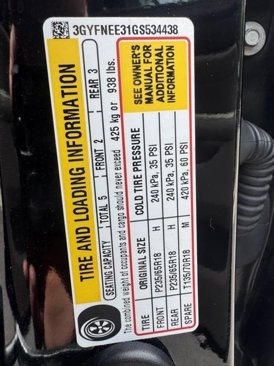 3GYFNEE31GS534438
TIRE AND LOADING INFORMATION
SEATING CAPACITY TOTAL 5 FRONT 2 REAR 3
The combined weight of occupants and cargo should never exceed 425 kg or 938 lbs.
TIRE ORIGINAL SIZE COLD TIRE PRESSURE
FRONT P235/65R18 H 240 kPa, 35 PSI
REAR P235/65R18 H 240 kPa, 35 PSI
SPARE T135/70R18 M 420 kPa, 60 PSI
SEE OWNER'S
MANUAL FOR
ADDITIONAL
INFORMATION